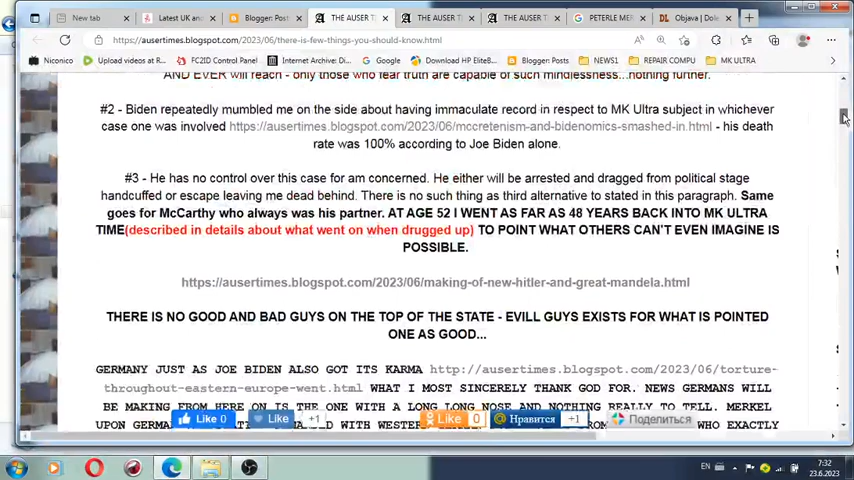 New tab
Latest UK an
Blogger: Post
THE AUSER T
THE AUSER T
THE AUSER T
PETERLE ME
Objava | Dole
https://ausertimes.blogspot.com/2023/06/there-is-few-things-you-should-know.html
Niconico
Upload videos at R...
FC2ID Control Panel
Internet Archive: Di...
Google
Download HP EliteB...
Blogger Posts
NEWS1
REPAIR COMPU
MK ULTRA
AND EVER will reach - only those who fear truth are capable of such mindlessness...nothing further.
#2 - Biden repeatedly mumbled me on the side about having immaculate record in respect to MK Ultra subject in whichever
case one was involved https://ausertimes.blogspot.com/2023/06/mccretenism-and-bidenomics-smashed-in.html - his death
rate was 100% according to Joe Biden alone.
#3 - He has no control over this case for am concerned. He either will be arrested and dragged from political stage
handcuffed or escape leaving me dead behind. There is no such thing as third alternative to stated in this paragraph. Same
goes for McCarthy who always was his partner. AT AGE 52 I WENT AS FAR AS 48 YEARS BACK INTO MK ULTRA
TIME(described in details about what went on when drugged up) TO POINT WHAT OTHERS CAN'T EVEN IMAGINE IS
POSSIBLE.
https://ausertimes.blogspot.com/2023/06/making-of-new-hitler-and-great-mandela.html
THERE IS NO GOOD AND BAD GUYS ON THE TOP OF THE STATE - EVILL GUYS EXISTS FOR WHAT IS POINTED
ONE AS GOOD...
GERMANY JUST AS JOE BIDEN ALSO GOT ITS KARMA http://ausertimes.blogspot.com/2023/06/torture-
throughout-eastern-europe-went.html WHAT I MOST SINCERELY THANK GOD FOR. NEWS GERMANS WILL
BE MAKING FROM HERE ON IS THE ONE WITH A LONG LONG NOSE AND NOTHING REALLY TO TELL. MERKEL
Like 0
Like
+1
Like
0
Нравится
+1
Поделиться
UPON GERMA WITH WESTER WHO EXACTLY
EN
7:32
23.6.2023